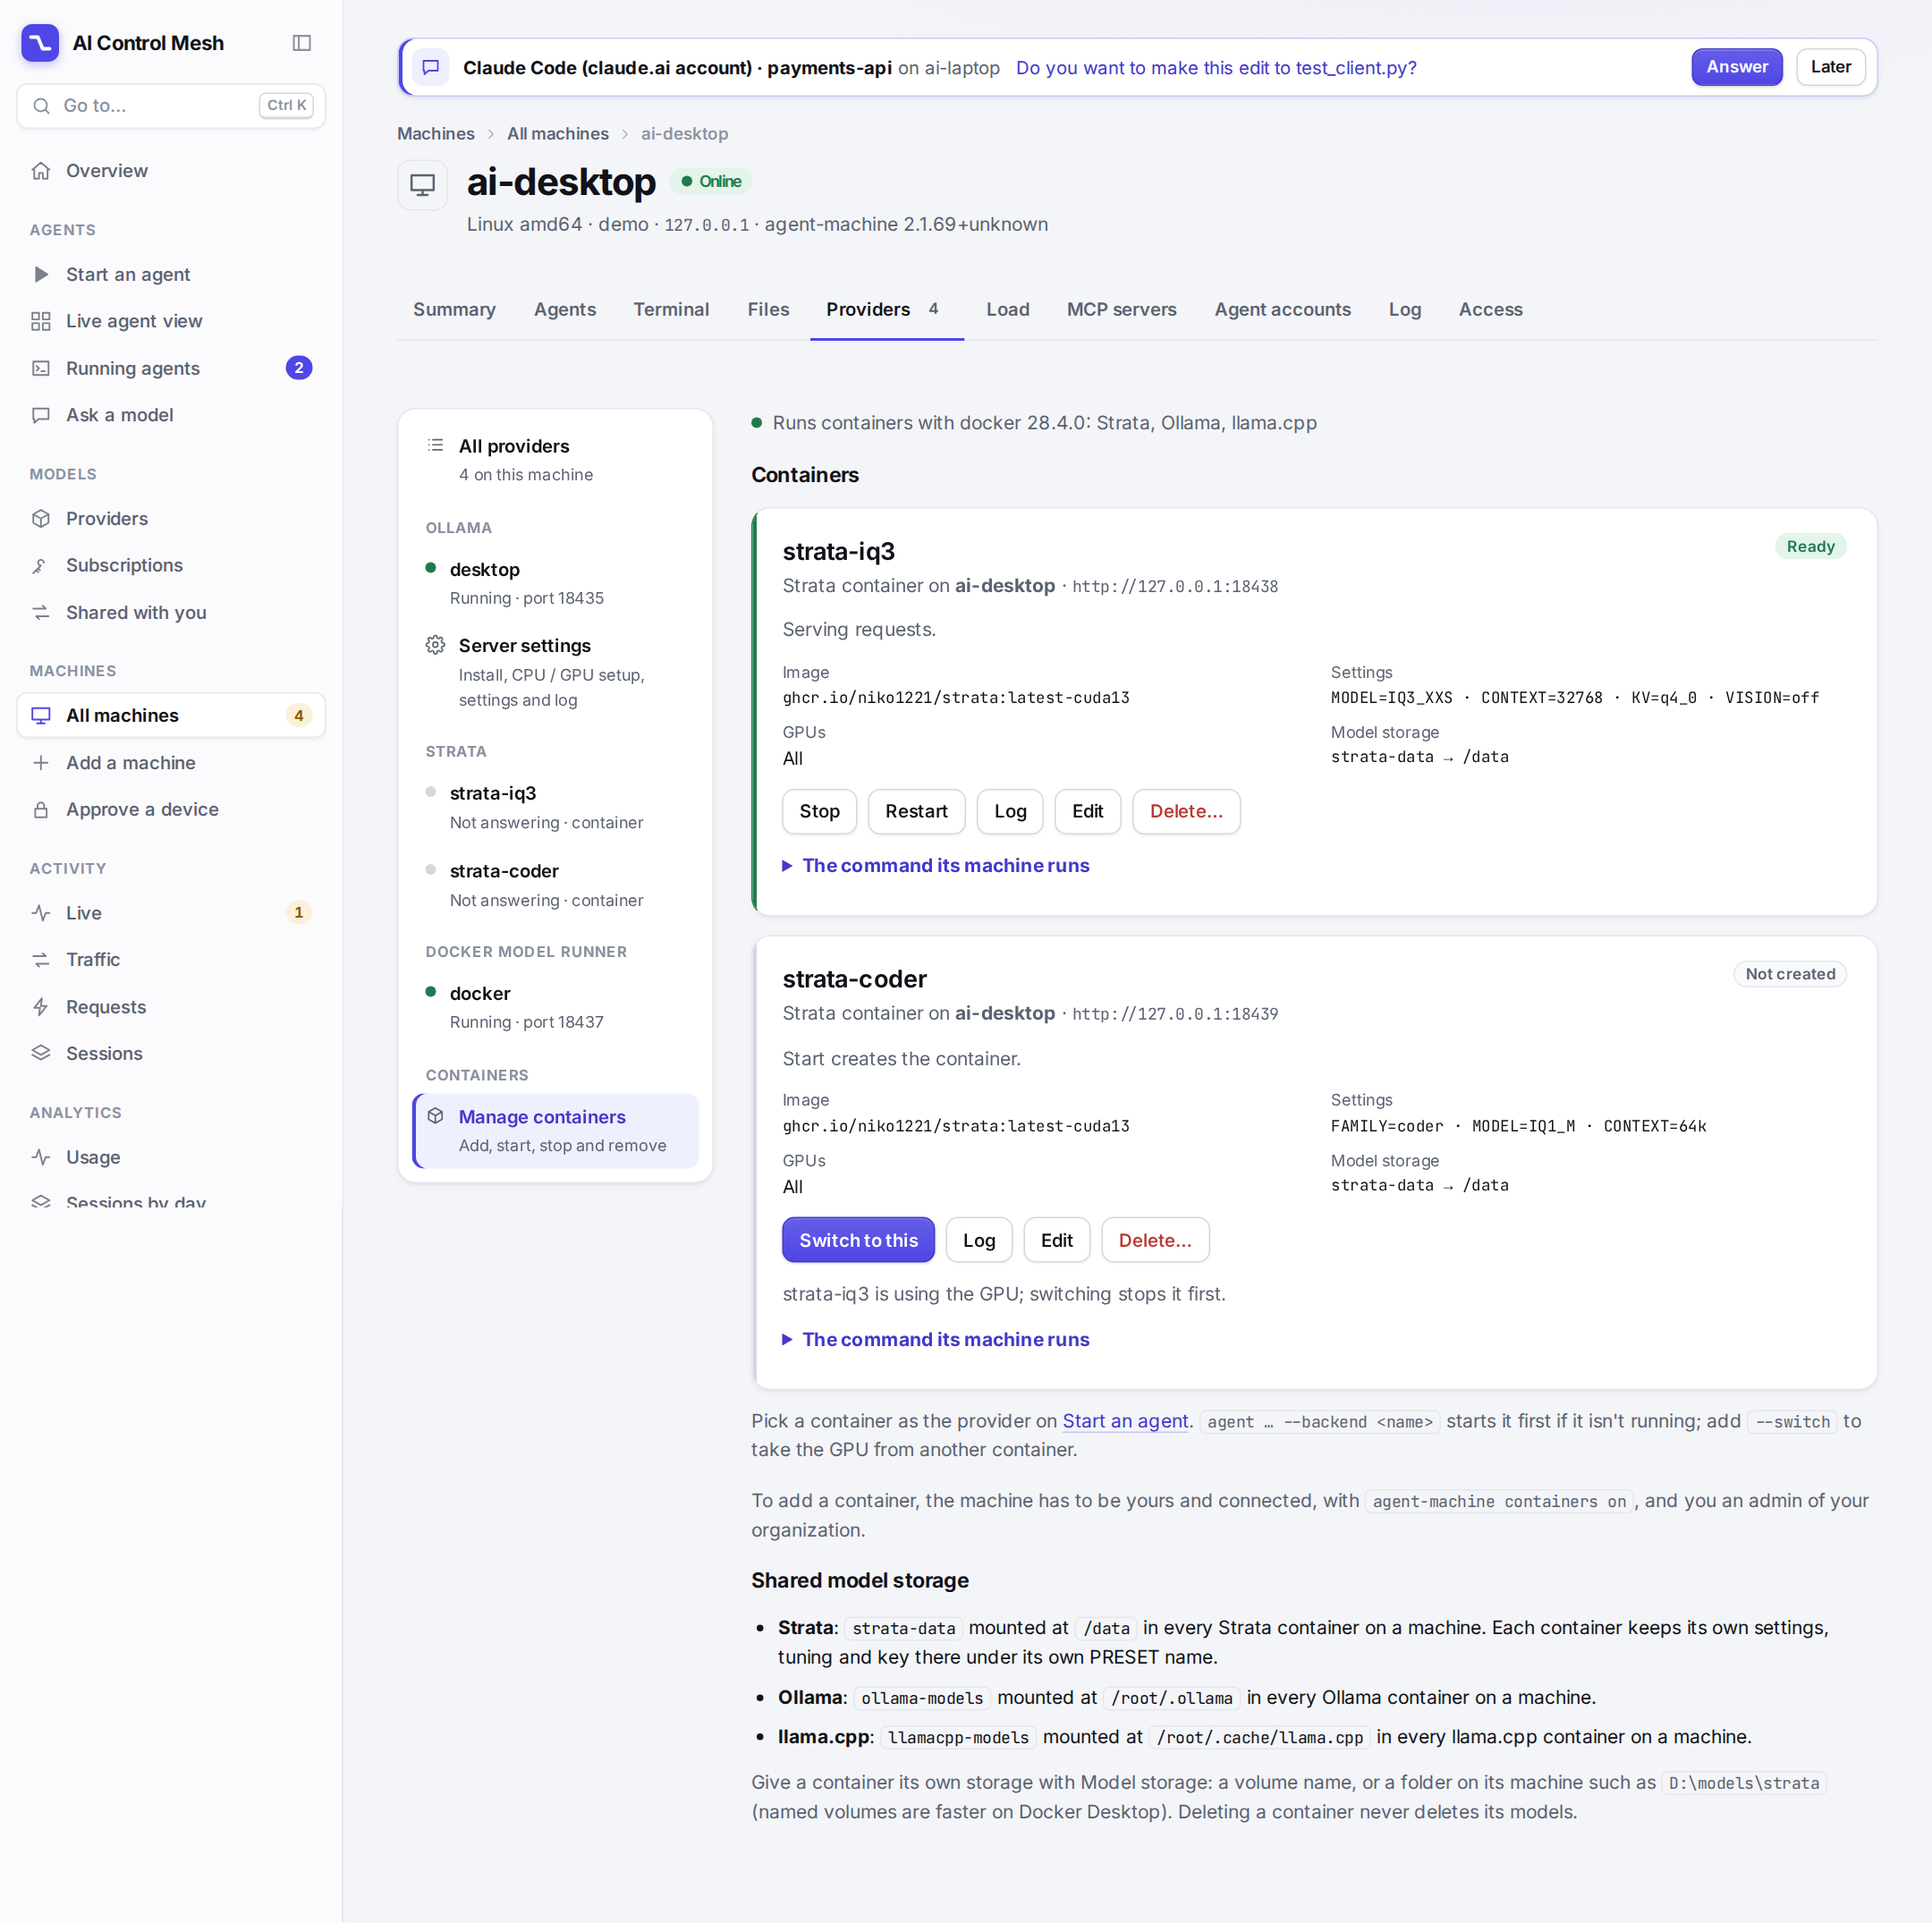 AI Control Mesh
Go to...
Ctrl K
Overview
AGENTS
Start an agent
Live agent view
Running agents 2
Ask a model
MODELS
Providers
Subscriptions
Shared with you
MACHINES
All machines 4
Add a machine
Approve a device
ACTIVITY
Live 1
Traffic
Requests
Sessions
ANALYTICS
Usage
Sessions by day
Claude Code (claude.ai account) · payments-api on ai-laptop Do you want to make this edit to test_client.py? Answer Later
Machines > All machines > ai-desktop
ai-desktop Online
Linux amd64 · demo · 127.0.0.1 · agent-machine 2.1.69+unknown
Summary Agents Terminal Files Providers 4 Load MCP servers Agent accounts Log Access
All providers
4 on this machine
OLLAMA
desktop
Running · port 18435
Server settings
Install, CPU / GPU setup,
settings and log
STRATA
strata-iq3
Not answering · container
strata-coder
Not answering · container
DOCKER MODEL RUNNER
docker
Running · port 18437
CONTAINERS
Manage containers
Add, start, stop and remove
Runs containers with docker 28.4.0: Strata, Ollama, llama.cpp
Containers
strata-iq3 Ready
Strata container on ai-desktop · http://127.0.0.1:18438
Serving requests.
Image
ghcr.io/niko1221/strata:latest-cuda13
Settings
MODEL=IQ3_XXS · CONTEXT=32768 · KV=q4_0 · VISION=off
GPUs
All
Model storage
strata-data → /data
Stop Restart Log Edit Delete...
The command its machine runs
strata-coder Not created
Strata container on ai-desktop · http://127.0.0.1:18439
Start creates the container.
Image
ghcr.io/niko1221/strata:latest-cuda13
Settings
FAMILY=coder · MODEL=IQ1_M · CONTEXT=64k
GPUs
All
Model storage
strata-data → /data
Switch to this Log Edit Delete...
strata-iq3 is using the GPU; switching stops it first.
The command its machine runs
Pick a container as the provider on Start an agent. agent … --backend <name> starts it first if it isn't running; add --switch to
take the GPU from another container.
To add a container, the machine has to be yours and connected, with agent-machine containers on, and you an admin of your
organization.
Shared model storage
• Strata: strata-data mounted at /data in every Strata container on a machine. Each container keeps its own settings,
tuning and key there under its own PRESET name.
• Ollama: ollama-models mounted at /root/.ollama in every Ollama container on a machine.
• llama.cpp: llamacpp-models mounted at /root/.cache/llama.cpp in every llama.cpp container on a machine.
Give a container its own storage with Model storage: a volume name, or a folder on its machine such as D:\models\strata
(named volumes are faster on Docker Desktop). Deleting a container never deletes its models.